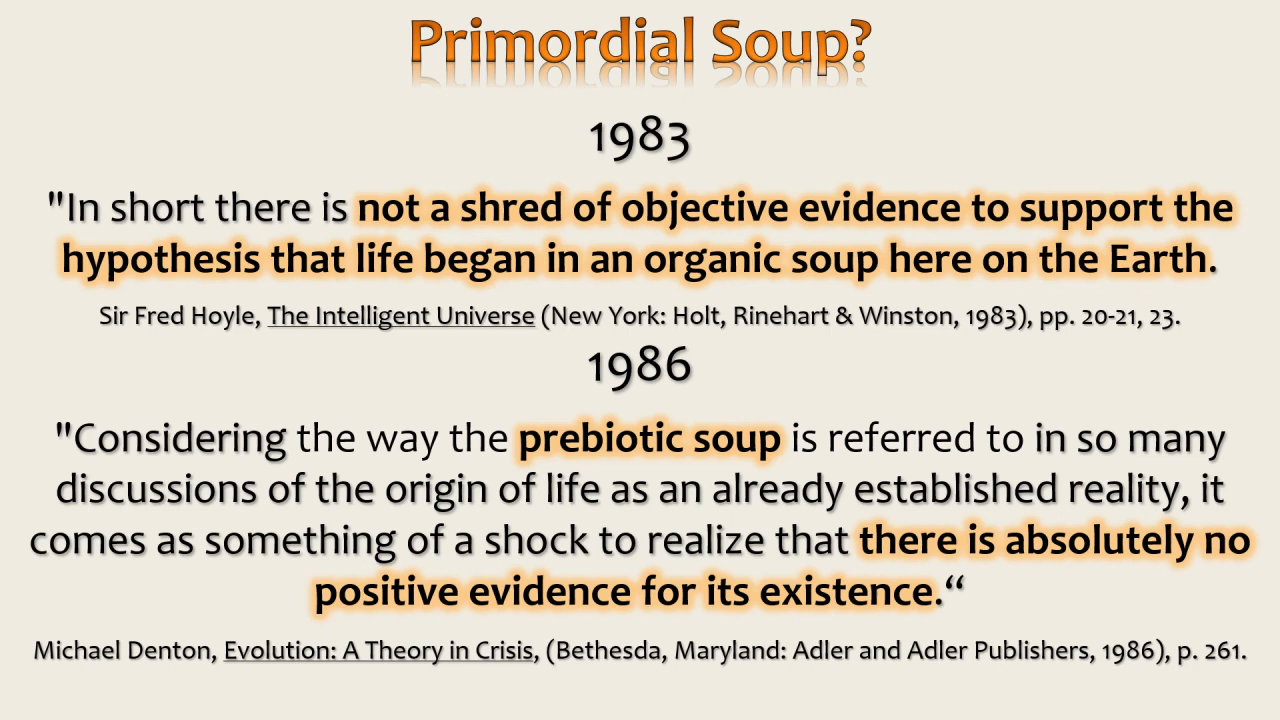 Primordial Soup?
1983
"In short there is not a shred of objective evidence to support the
hypothesis that life began in an organic soup here on the Earth.
Sir Fred Hoyle, The Intelligent Universe (New York: Holt, Rinehart & Winston, 1983), pp. 20-21, 23.
1986
"Considering the way the prebiotic soup is referred to in so many
discussions of the origin of life as an already established reality, it
comes as something of a shock to realize that there is absolutely no
positive evidence for its existence.“
Michael Denton, Evolution: A Theory in Crisis, (Bethesda, Maryland: Adler and Adler Publishers, 1986), p. 261.